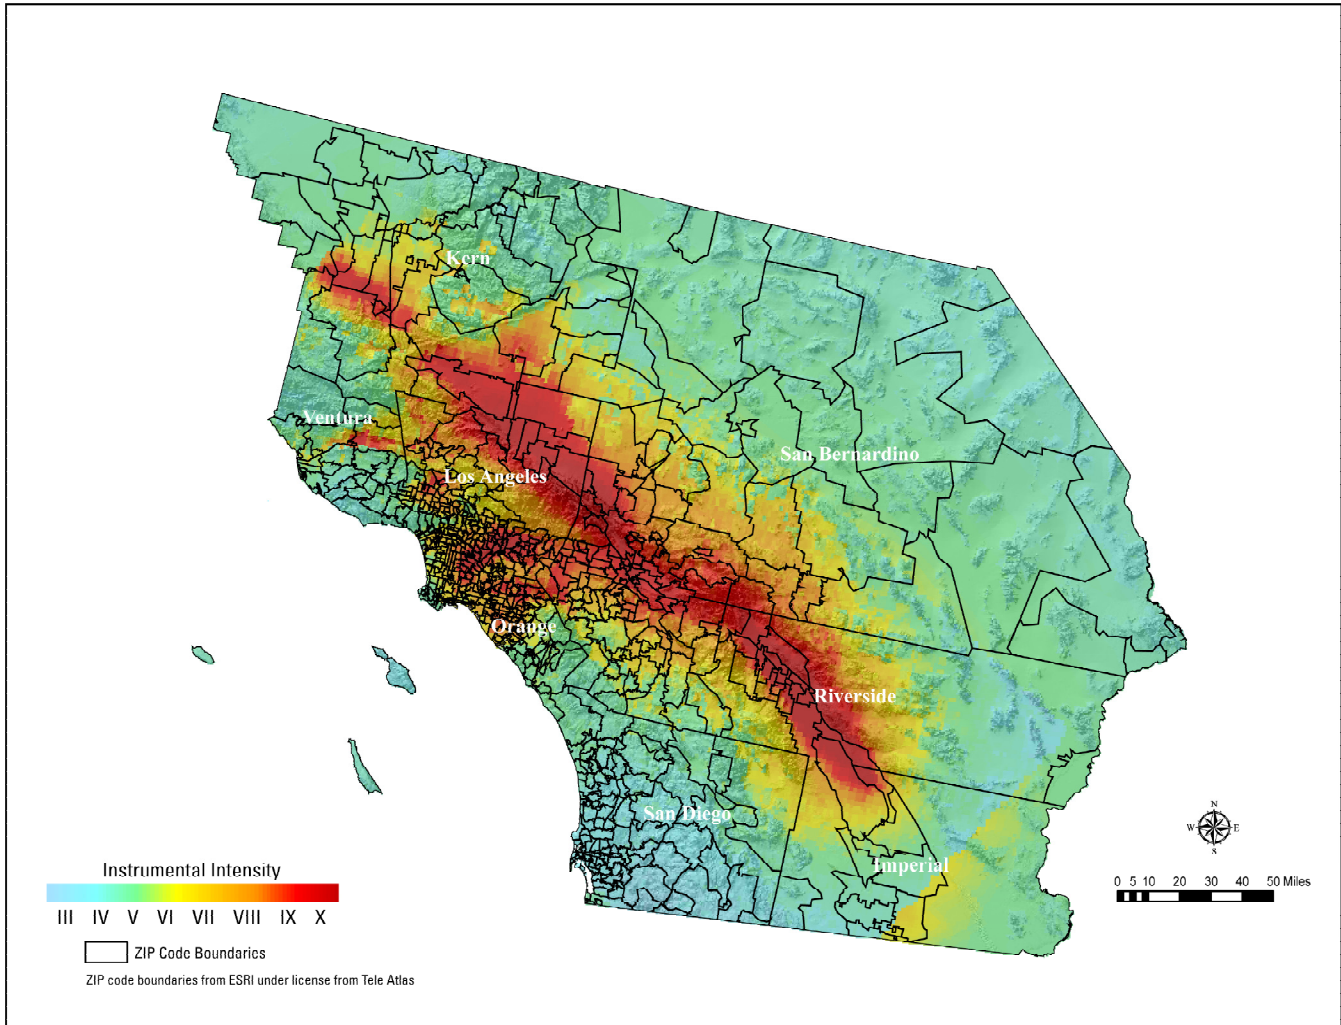 Kern
Ventura
San Bernardino
Los Angeles
Orange
Riverside
San Diego
Imperial
N
W E
S
0 5 10 20 30 40 50 Miles
Instrumental Intensity
III IV V VI VII VIII IX X
ZIP Code Boundaries
ZIP code boundaries from ESRI under license from Tele Atlas